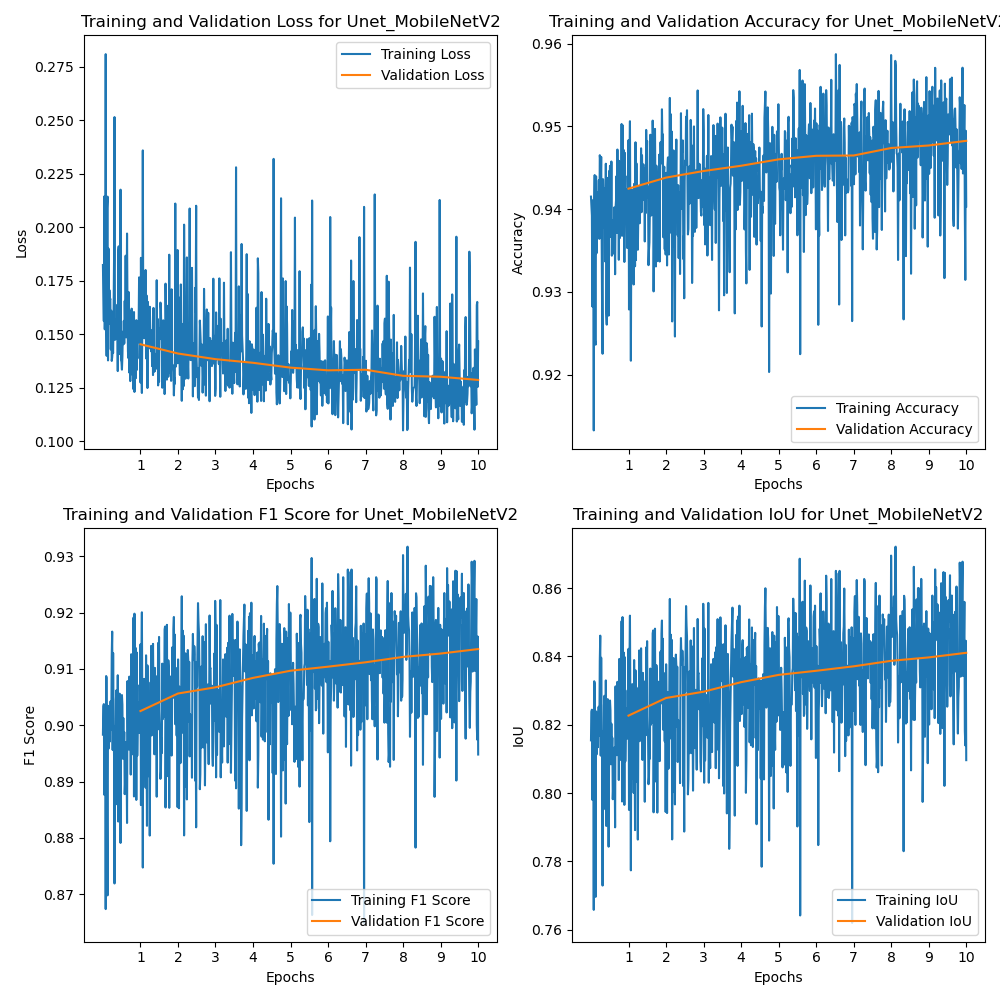 Training and Validation Loss for Unet_MobileNetV2
Training Loss
Validation Loss
0.275
0.250
0.225
0.200
0.175
0.150
0.125
0.100
Loss
1 2 3 4 5 6 7 8 9 10
Epochs
Training and Validation Accuracy for Unet_MobileNetV2
0.96
0.95
0.94
0.93
0.92
Accuracy
Training Accuracy
Validation Accuracy
1 2 3 4 5 6 7 8 9 10
Epochs
Training and Validation F1 Score for Unet_MobileNetV2
0.93
0.92
0.91
0.90
0.89
0.88
0.87
F1 Score
Training F1 Score
Validation F1 Score
1 2 3 4 5 6 7 8 9 10
Epochs
Training and Validation IoU for Unet_MobileNetV2
0.86
0.84
0.82
0.80
0.78
0.76
IoU
Training IoU
Validation IoU
1 2 3 4 5 6 7 8 9 10
Epochs